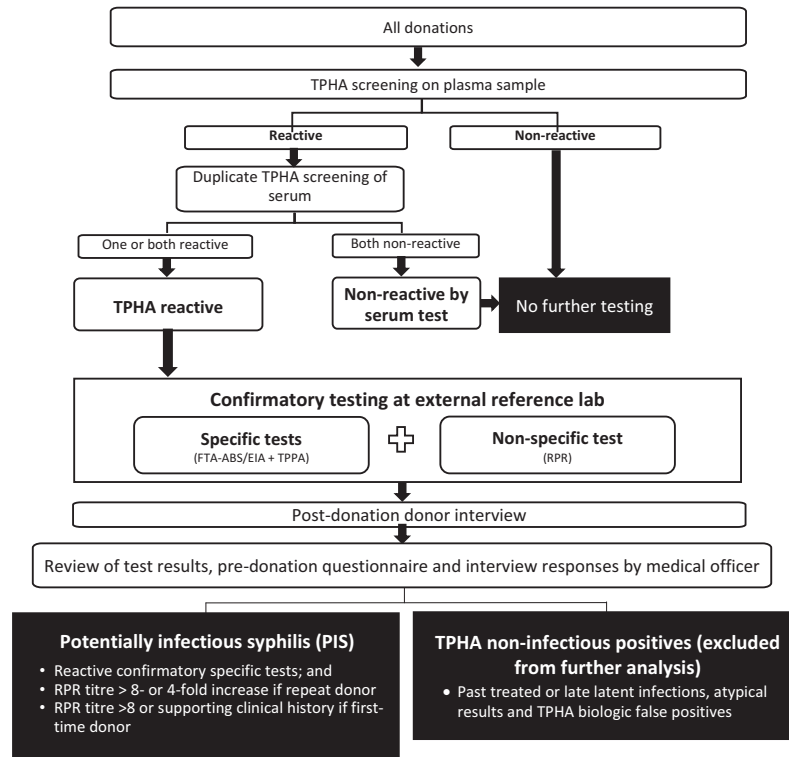 All donations
TPHA screening on plasma sample
Reactive
Non-reactive
Duplicate TPHA screening of
serum
One or both reactive
Both non-reactive
TPHA reactive
Non-reactive by
serum test
No further testing
Confirmatory testing at external reference lab
Specific tests
(FTA-ABS/EIA + TPPA)
Non-specific test
(RPR)
Post-donation donor interview
Review of test results, pre-donation questionnaire and interview responses by medical officer
Potentially infectious syphilis (PIS)
• Reactive confirmatory specific tests; and
• RPR titre > 8- or 4-fold increase if repeat donor
• RPR titre >8 or supporting clinical history if first-
time donor
TPHA non-infectious positives (excluded
from further analysis)
• Past treated or late latent infections, atypical
results and TPHA biologic false positives